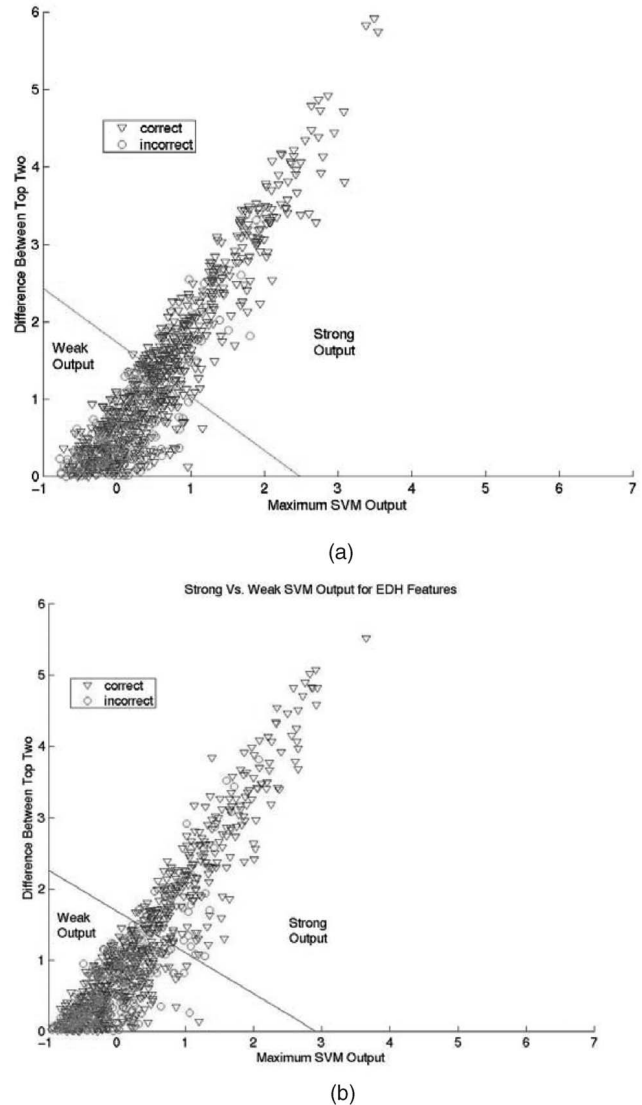 6
5
4
3
2
1
0
Difference Between Top Two
correct
incorrect
Weak
Output
Strong
Output
-1 0 1 2 3 4 5 6 7
Maximum SVM Output
(a)
Strong Vs. Weak SVM Output for EDH Features
6
5
4
3
2
1
0
Difference Between Top Two
correct
incorrect
Weak
Output
Strong
Output
-1 0 1 2 3 4 5 6 7
Maximum SVM Output
(b)